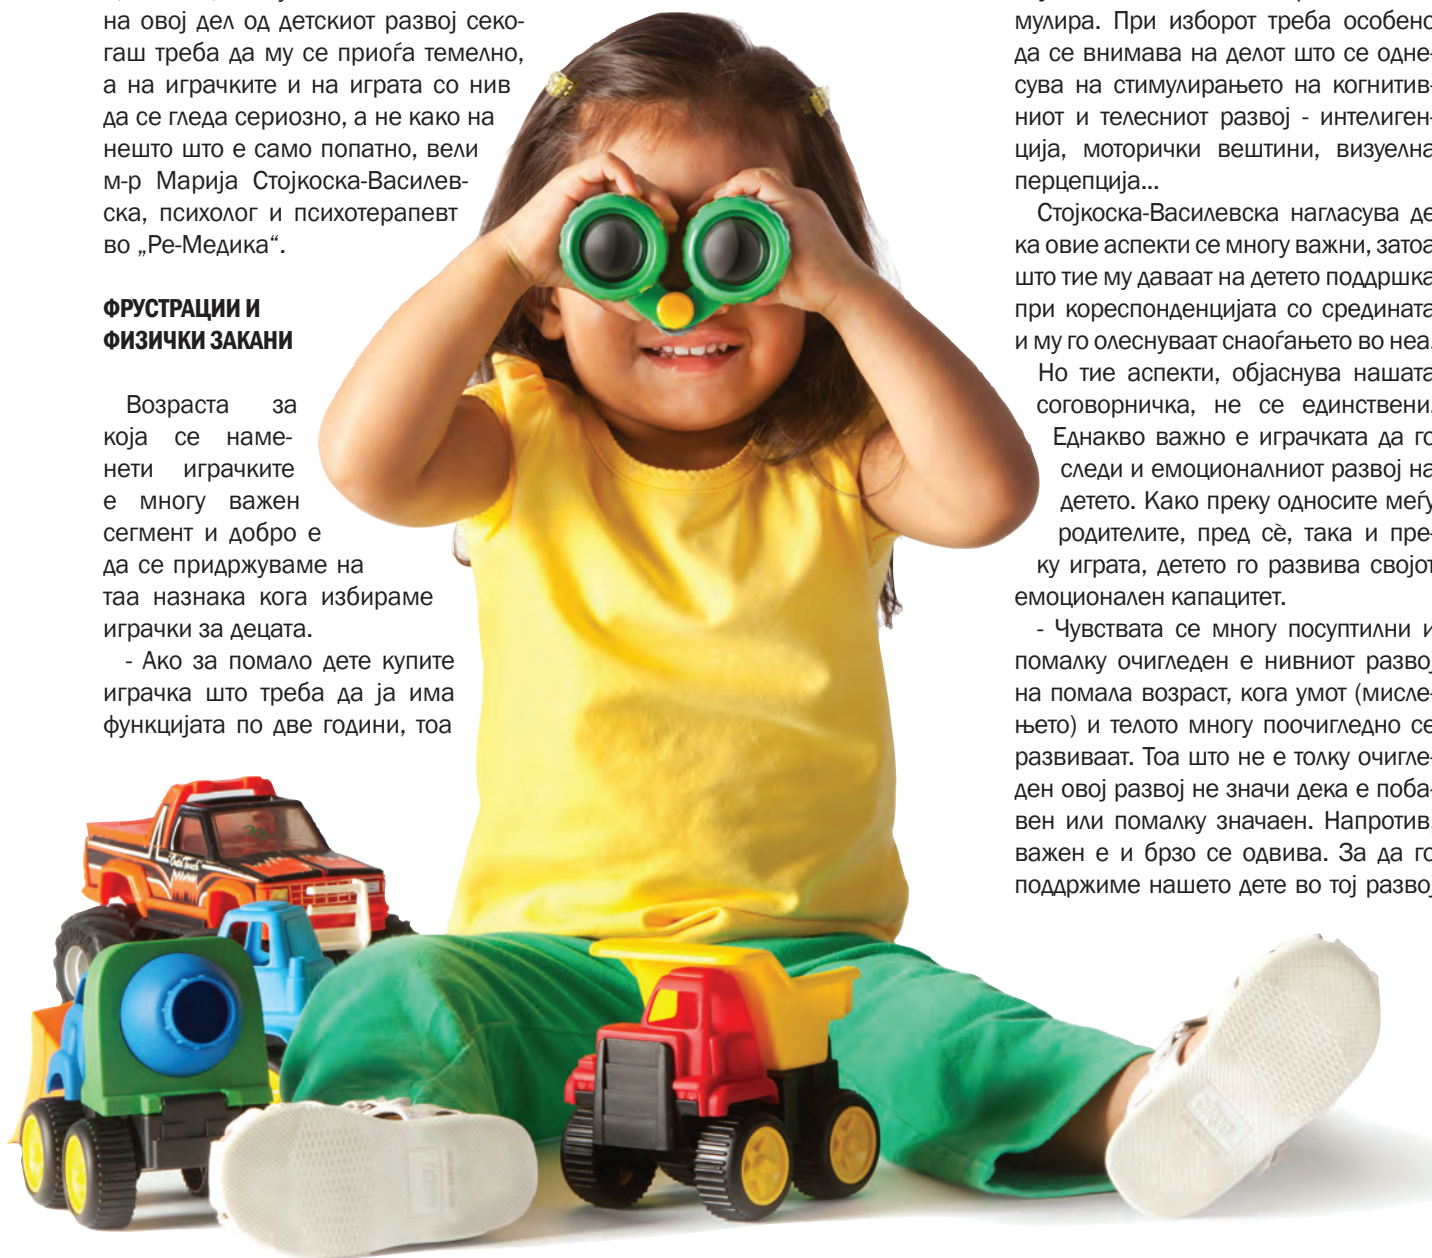 на овој дел од детскиот развој секо-
гаш треба да му се приоѓа темелно,
а на играчките и на играта со нив
да се гледа сериозно, а не како на
нешто што е само попатно, вели
м-р Марија Стојкоска-Василев-
ска, психолог и психотерапевт
во „Ре-Медика“.
ФРУСТРАЦИИ И
ФИЗИЧКИ ЗАКАНИ
Возраста за
која се наме-
нети играчките
е многу важен
сегмент и добро е
да се придржуваме на
таа назнака кога избираме
играчки за децата.
- Ако за помало дете купите
играчка што треба да ја има
функцијата по две години, тоа
мулира. При изборот треба особено
да се внимава на делот што се одне-
сува на стимулирањето на когнитив-
ниот и телесниот развој - интелиген-
ција, моторички вештини, визуелна
перцепција...
Стојкоска-Василевска нагласува де
ка овие аспекти се многу важни, затоа
што тие му даваат на детето поддршка
при кореспонденцијата со средината
и му го олеснуваат снаоѓањето во неа.
Но тие аспекти, објаснува нашата
соговорничка, не се единствени.
Еднакво важно е играчката да го
следи и емоционалниот развој на
детето. Како преку односите меѓу
родителите, пред сѐ, така и пре-
ку играта, детето го развива својот
емоционален капацитет.
- Чувствата се многу посуптилни и
помалку очигледен е нивниот развој
на помала возраст, кога умот (мисле-
њето) и телото многу поочигледно се
развиваат. Тоа што не е толку очигле-
ден овој развој не значи дека е поба-
вен или помалку значаен. Напротив,
важен е и брзо се одвива. За да го
поддржиме нашето дете во тој развој